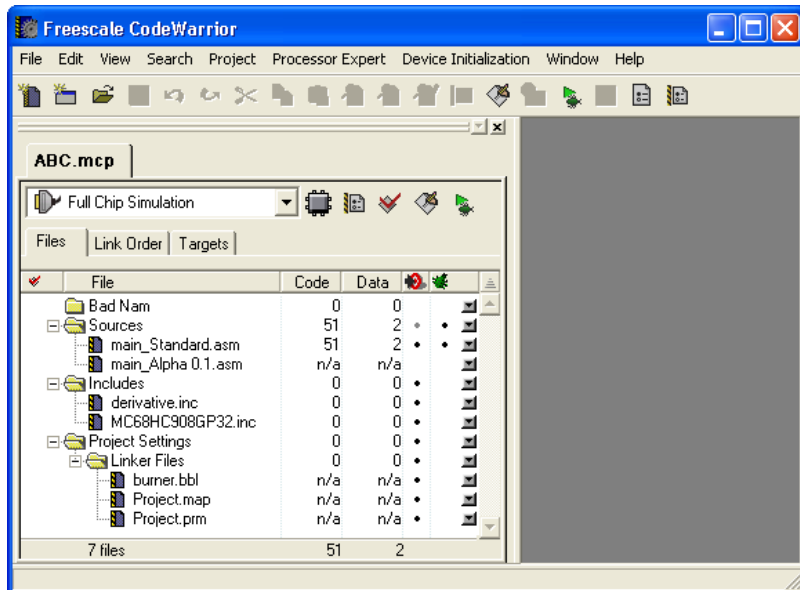 Freescale CodeWarrior
File Edit View Search Project Processor Expert Device Initialization Window Help
ABC.mcp
Full Chip Simulation
Files Link Order Targets
File Code Data
Bad Nam 0 0
Sources 51 2
main_Standard.asm 51 2
main_Alpha 0.1.asm n/a n/a
Includes 0 0
derivative.inc 0 0
MC68HC908GP32.inc 0 0
Project Settings 0 0
Linker Files 0 0
burner.bbl n/a n/a
Project.map n/a n/a
Project.prm n/a n/a
7 files 51 2